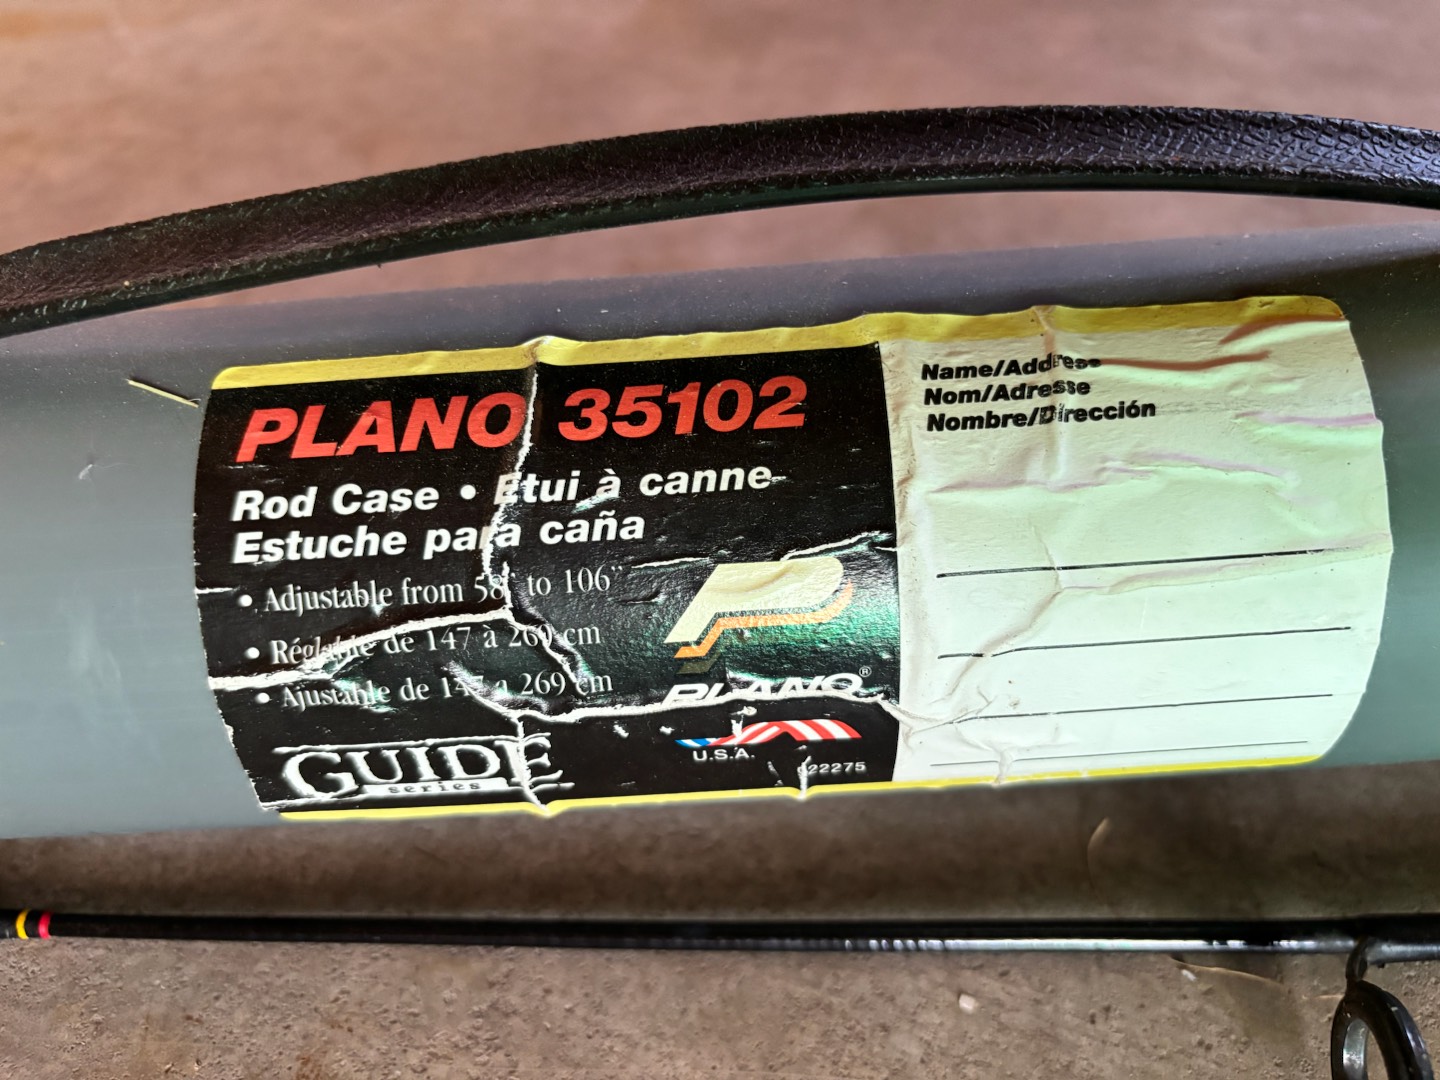 PLANO 35102
Rod Case • Etui à canne
Estuche para caña
• Adjustable from 58" to 106"
• Réglable de 147 à 269 cm
• Ajustable de 147 a 269 cm
GUIDE
series
PLANO®
U.S.A.
22275
Name/Address
Nom/Adresse
Nombre/Dirección